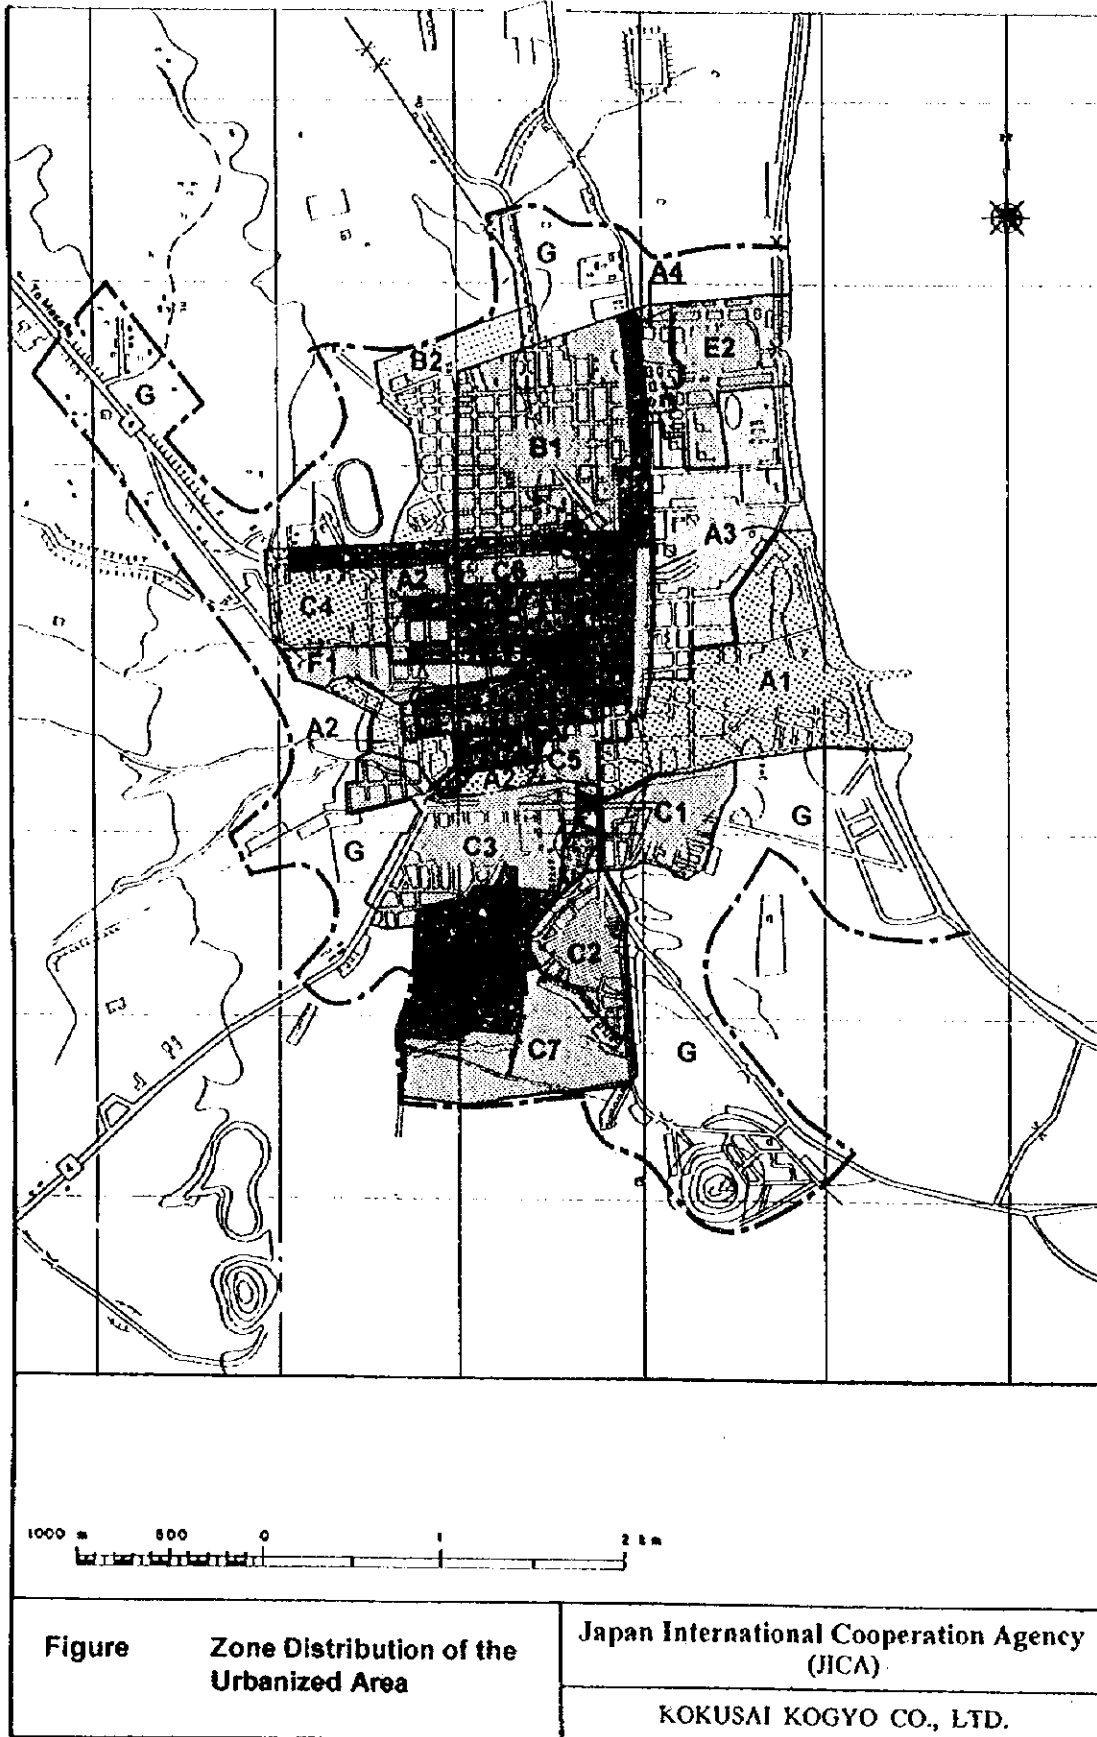 G
A4
B2
E2
G
B1
A3
A2
C6
C4
F1
A1
A2
C5
A2
C1
G
C3
G
C2
C7
G
1000 m 500 0 1 2 km
Figure Zone Distribution of the
Urbanized Area
Japan International Cooperation Agency
(JICA)
KOKUSAI KOGYO CO., LTD.